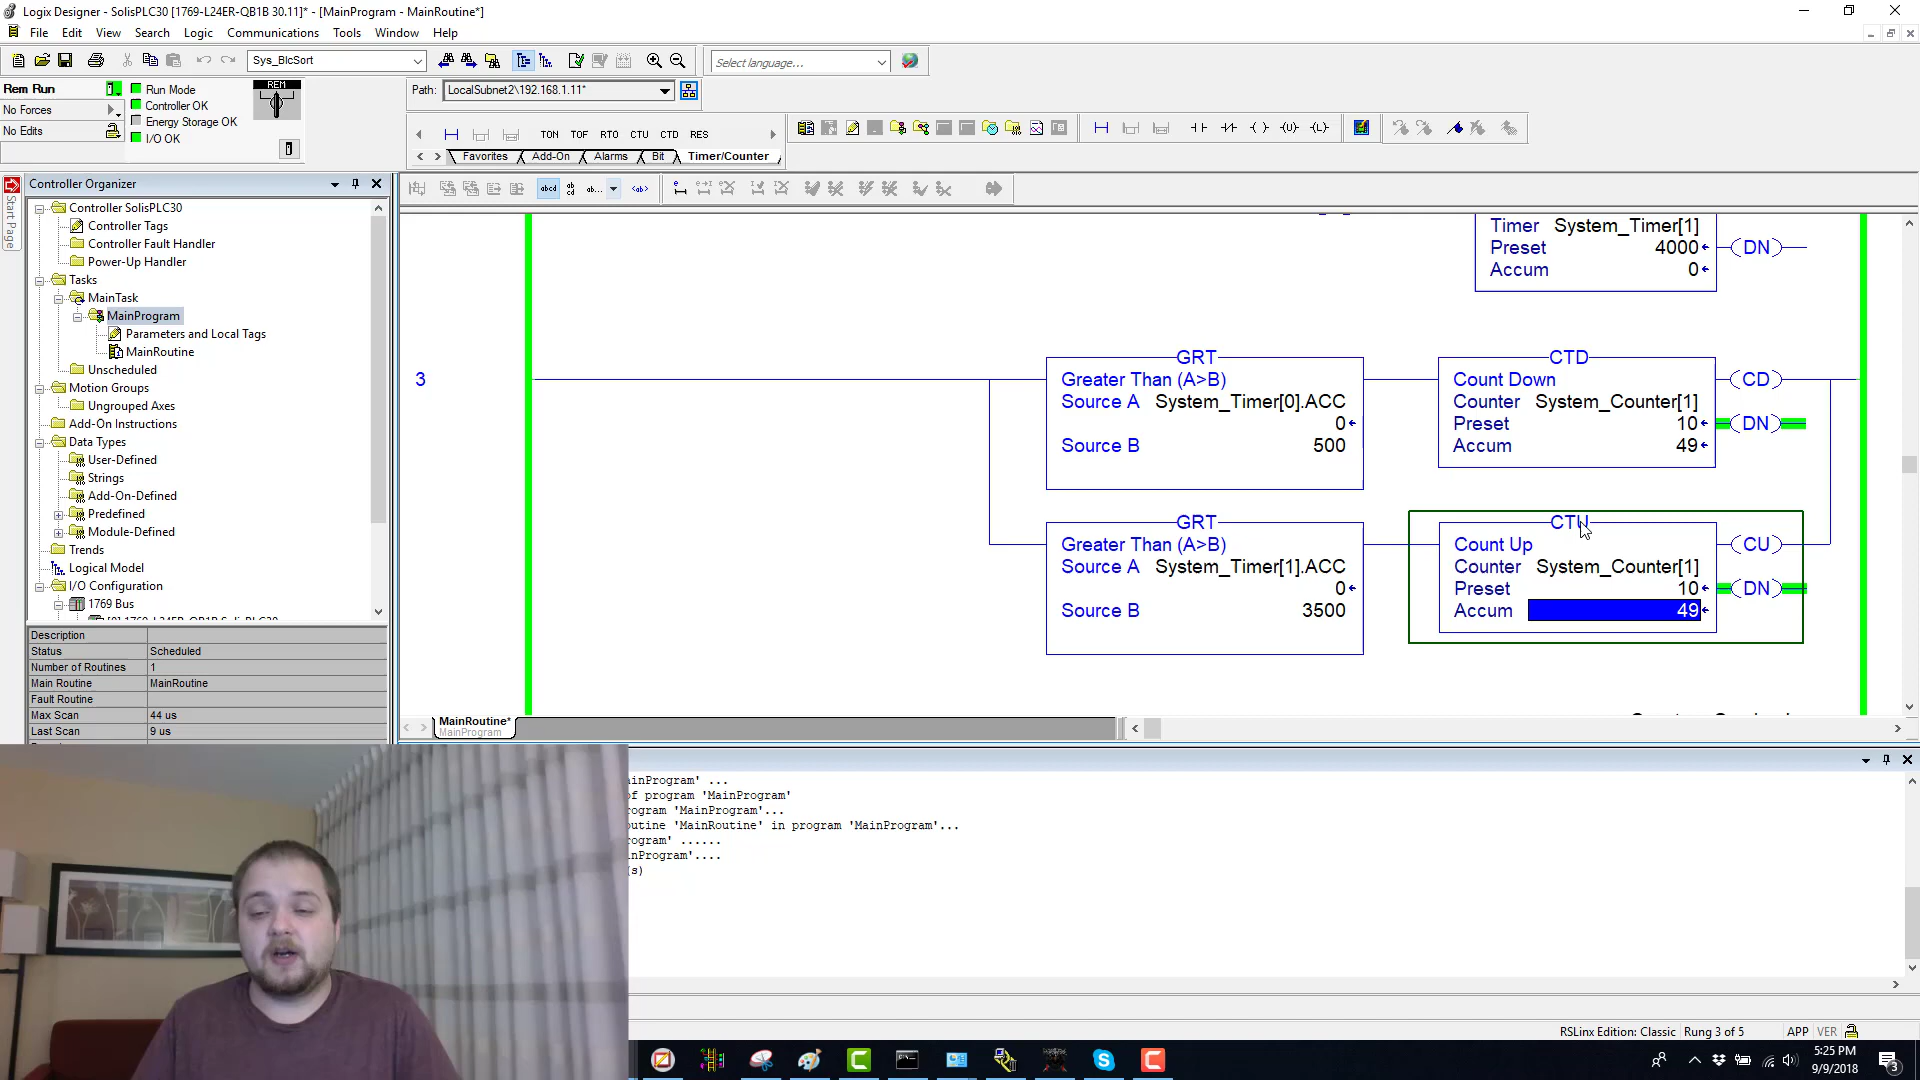 Logix Designer - SolisPLC30 [1769-L24ER-QB1B 30.11]* - [MainProgram - MainRoutine*]
File Edit View Search Logic Communications Tools Window Help
Sys_BlcSort
Select language...
Rem Run
No Forces
No Edits
Run Mode
Controller OK
Energy Storage OK
I/O OK
REM
Path: LocalSubnet2\192.168.1.11*
TON TOF RTO CTU CTD RES
Favorites Add-On Alarms Bit Timer/Counter
Start Page
Controller Organizer
Controller SolisPLC30
Controller Tags
Controller Fault Handler
Power-Up Handler
Tasks
MainTask
MainProgram
Parameters and Local Tags
MainRoutine
Unscheduled
Motion Groups
Ungrouped Axes
Add-On Instructions
Data Types
User-Defined
Strings
Add-On-Defined
Predefined
Module-Defined
Trends
Logical Model
I/O Configuration
1769 Bus
Description
Status Scheduled
Number of Routines 1
Main Routine MainRoutine
Fault Routine
Max Scan 44 us
Last Scan 9 us
Timer System_Timer[1]
Preset 4000
Accum 0
DN
3
GRT
Greater Than (A>B)
Source A System_Timer[0].ACC
0
Source B 500
CTD
Count Down
Counter System_Counter[1]
Preset 10
Accum 49
CD
DN
GRT
Greater Than (A>B)
Source A System_Timer[1].ACC
0
Source B 3500
CTU
Count Up
Counter System_Counter[1]
Preset 10
Accum 49
CU
DN
MainRoutine*
MainProgram
ainProgram' ...
of program 'MainProgram'
rogram 'MainProgram'...
outine 'MainRoutine' in program 'MainProgram'...
rogram' ......
inProgram'....
(s)
RSLinx Edition: Classic Rung 3 of 5 APP VER
5:25 PM
9/9/2018
3